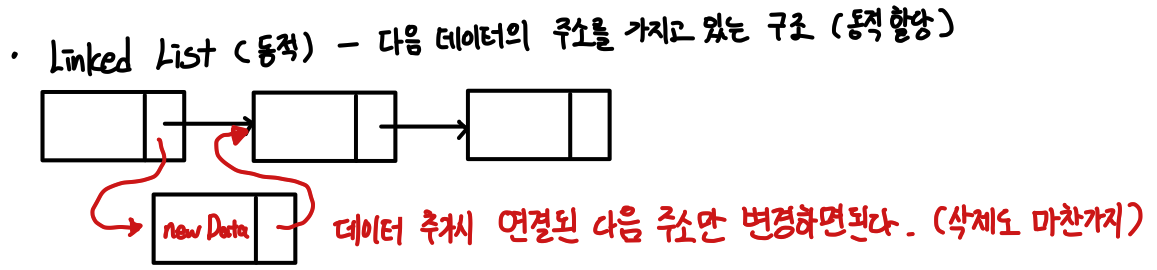 · Linked List (동적) - 다음 데이터의 주소를 가지고 있는 구조 (동적 할당)
new Data
데이터 추가시 연결된 다음 주소만 변경하면된다. (삭제도 마찬가지)